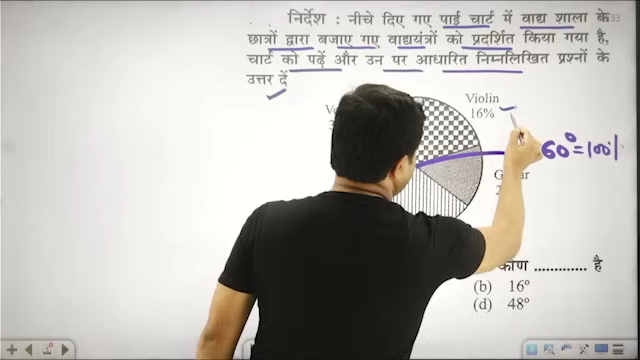 ... निर्देश : नीचे दिए गए पाई चार्ट में वाद्य शाला के
छात्रों द्वारा बजाए गए वाद्ययंत्रों को प्रदर्शित किया गया है,
चार्ट को पढ़ें और उन पर आधारित निम्नलिखित प्रश्नों के
उत्तर दें
Violin
16%
60°=100%
कोण ............. है
(b) 16°
(d) 48°